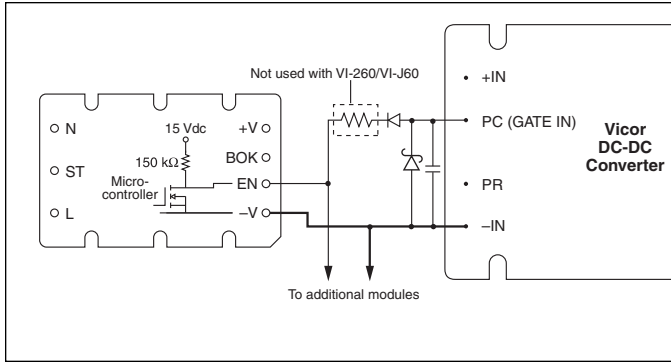 Not used with VI-260/VI-J60
N
ST
L
15 Vdc
150 kΩ
Micro-
controller
+V
BOK
EN
–V
+IN
PC (GATE IN)
PR
–IN
Vicor
DC-DC
Converter
To additional modules